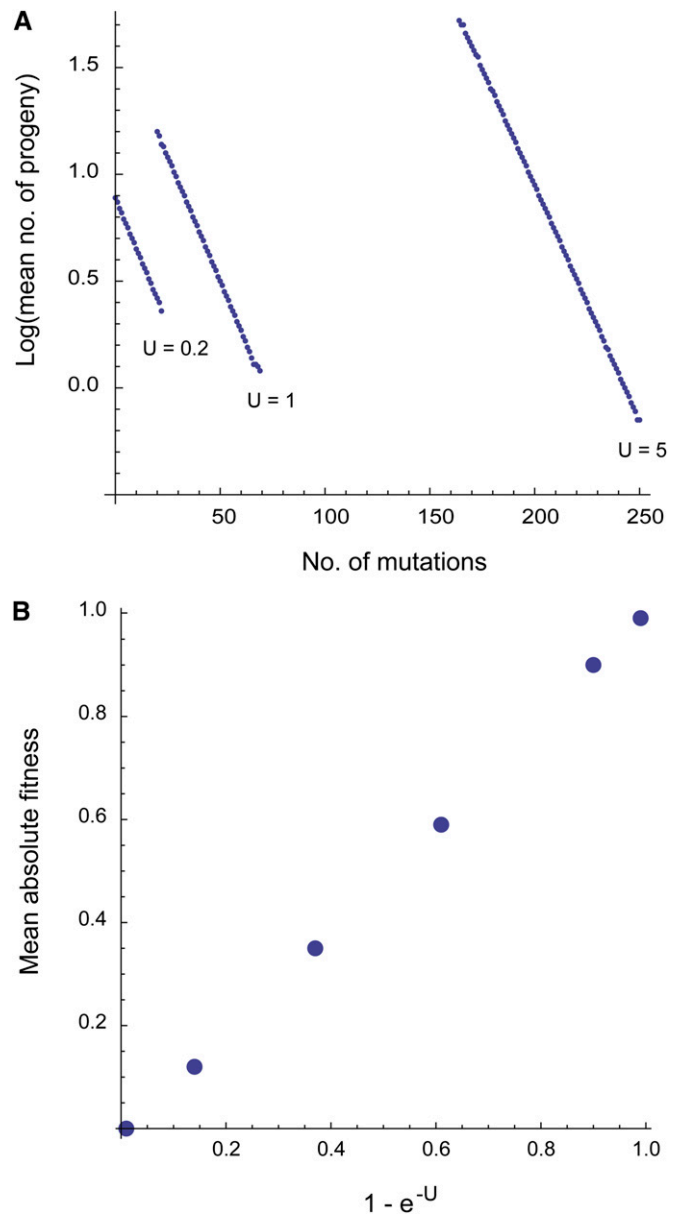 A
Log(mean no. of progeny)
1.5
1.0
0.5
0.0
U = 0.2
U = 1
U = 5
50
100
150
200
250
No. of mutations
B
Mean absolute fitness
1.0
0.8
0.6
0.4
0.2
0.2
0.4
0.6
0.8
1.0
1 - e^-U